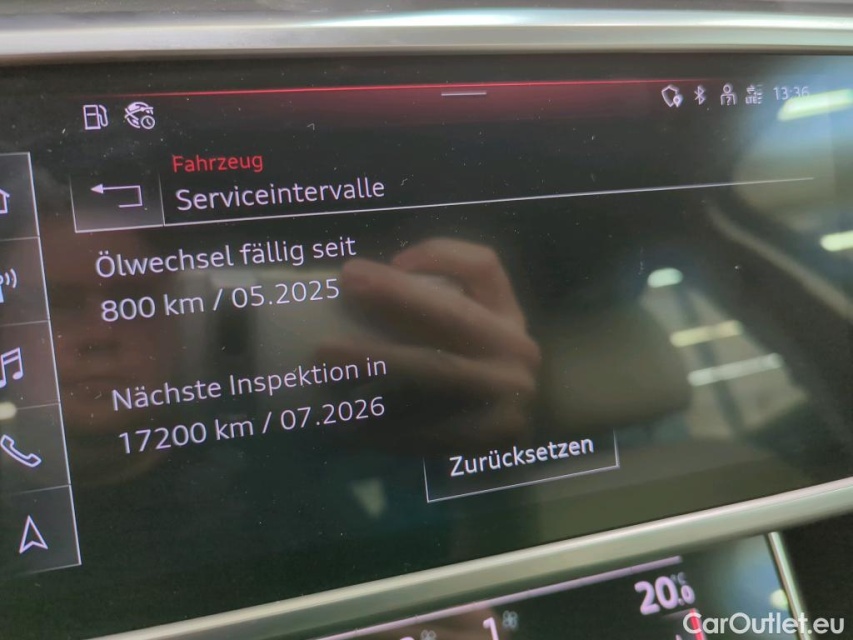 13:36
Fahrzeug
Serviceintervalle
Ölwechsel fällig seit
800 km / 05.2025
Nächste Inspektion in
17200 km / 07.2026
Zurücksetzen
20.0°C
1
CarOutlet.eu